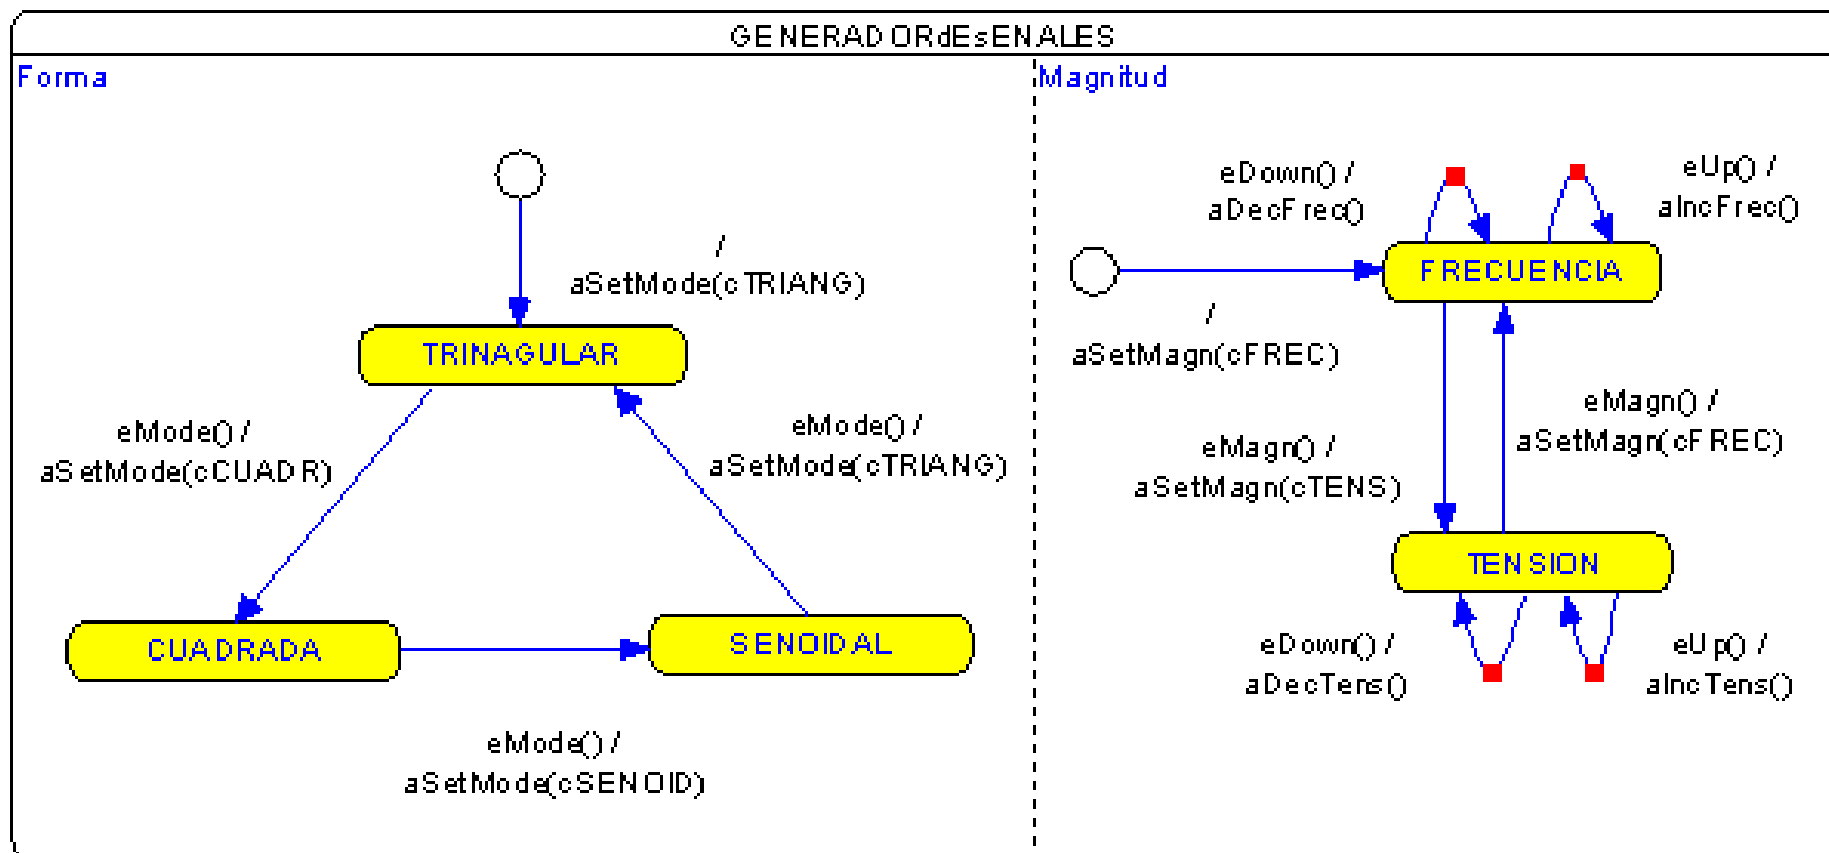 GENERADORdEsENALES
Forma
/
aSetMode(cTRIANG)
TRINAGULAR
eMode() /
aSetMode(cCUADR)
eMode() /
aSetMode(cTRIANG)
CUADRADA
SENOIDAL
eMode() /
aSetMode(cSENOID)
Magnitud
eDown() /
aDecFrec()
eUp() /
aIncFrec()
FRECUENCIA
/
aSetMagn(cFREC)
eMagn() /
aSetMagn(cTENS)
eMagn() /
aSetMagn(cFREC)
TENSION
eDown() /
aDecTens()
eUp() /
aIncTens()